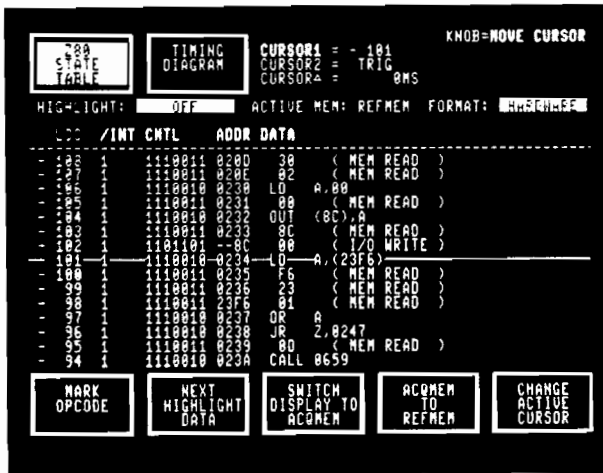 Z80 STATE TABLE
TIMING DIAGRAM
KNOB=MOVE CURSOR
CURSOR1 = - 101
CURSOR2 = TRIG
CURSOR△ = 0MS
HIGHLIGHT: OFF ACTIVE MEM: REFMEM FORMAT: HARDWARE
LOC /INT CNTL ADDR DATA
- 108 1 1110011 020D 30 ( MEM READ )
- 107 1 1110011 020E 02 ( MEM READ )
- 106 1 1110010 0230 LD A,00
- 105 1 1110011 0231 00 ( MEM READ )
- 104 1 1110010 0232 OUT (8C),A
- 103 1 1110011 0233 8C ( MEM READ )
- 102 1 1101101 --8C 00 ( I/O WRITE )
- 101 1 1110010 0234 LD A,(23F6)
- 100 1 1110011 0235 F6 ( MEM READ )
- 99 1 1110011 0236 23 ( MEM READ )
- 98 1 1110011 23F6 01 ( MEM READ )
- 97 1 1110010 0237 OR A
- 96 1 1110010 0238 JR Z,0247
- 95 1 1110011 0239 0D ( MEM READ )
- 94 1 1110010 023A CALL 0659
MARK OPCODE
NEXT HIGHLIGHT DATA
SWITCH DISPLAY TO ACQMEM
ACQMEM TO REFMEM
CHANGE ACTIVE CURSOR